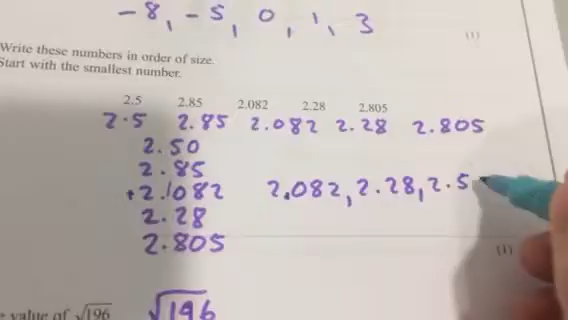 -8, -5, 0, 1, 3
(1)
Write these numbers in order of size.
Start with the smallest number.
2.5 2.85 2.082 2.28 2.805
2.5 2.85 2.082 2.28 2.805
2.50
2.85
2.082 2.082, 2.28, 2.5
2.28
2.805
(1)
value of √196 √196